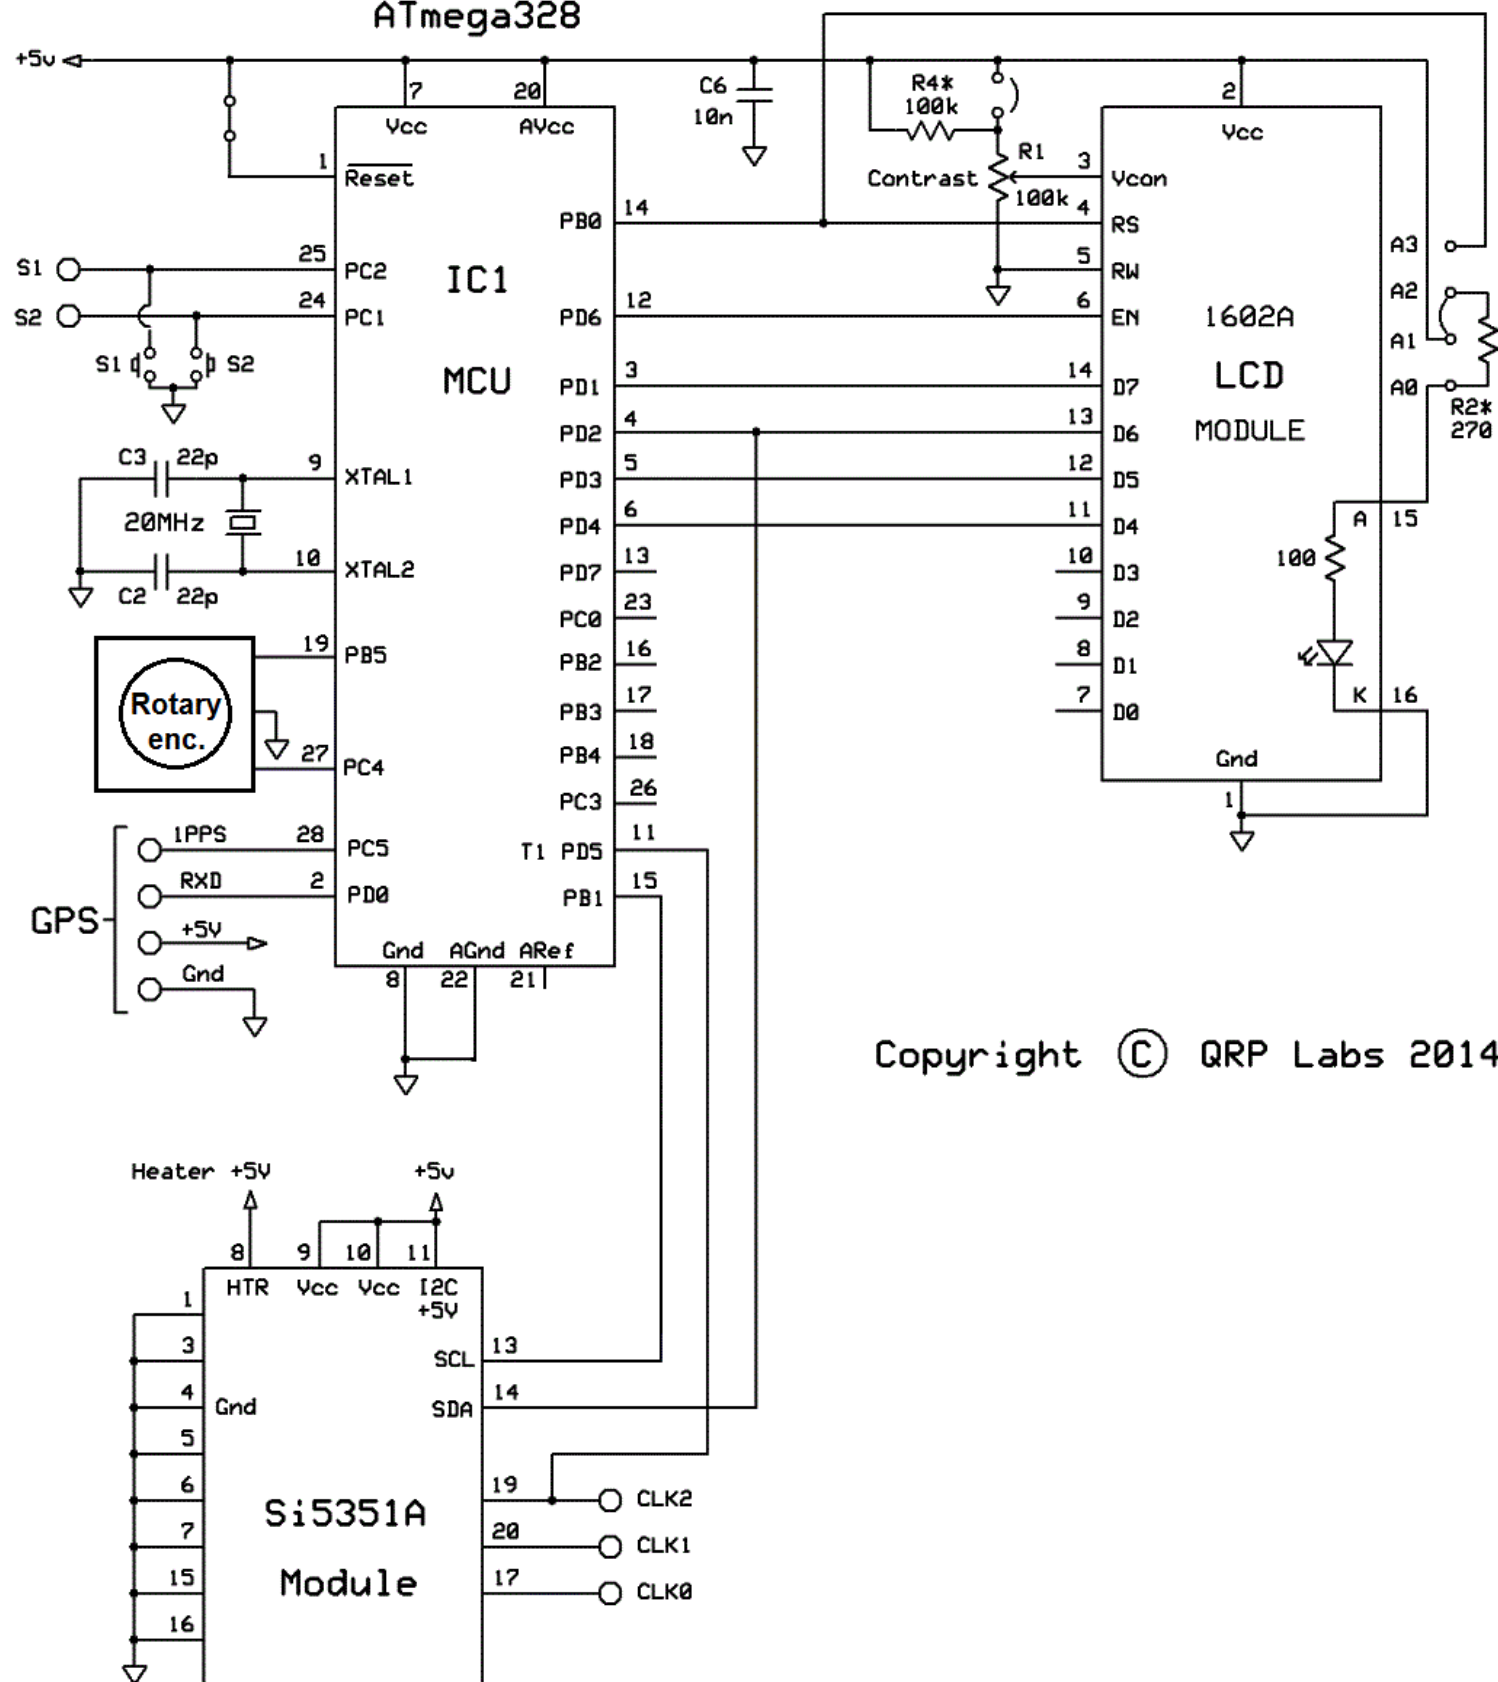 ATmega328
+5v
7
20
Vcc
AVcc
C6
10n
R4*
100k
2
Vcc
1
Reset
R1
Contrast
100k
3
Vcon
PB0
14
4
RS
A3
S1
25
PC2
IC1
5
RW
A2
S2
24
PC1
PD6
12
6
EN
1602A
A1
S1
S2
MCU
PD1
3
14
D7
LCD
A0
R2*
270
PD2
4
13
D6
MODULE
C3
22p
9
XTAL1
PD3
5
12
D5
20MHz
PD4
6
11
D4
A
15
10
XTAL2
C2
22p
PD7
13
10
D3
100
PC0
23
9
D2
19
PB5
PB2
16
8
D1
Rotary
enc.
PB3
17
7
D0
K
16
27
PC4
PB4
18
Gnd
PC3
26
1
GPS
1PPS
28
PC5
T1 PD5
11
RXD
2
PD0
PB1
15
+5V
Gnd
Gnd
AGnd
ARef
8
22
21
Copyright © QRP Labs 2014
Heater +5V
+5v
8
9
10
11
HTR
Vcc
Vcc
I2C
+5V
1
3
SCL
13
4
Gnd
SDA
14
5
6
Si5351A
19
CLK2
7
20
CLK1
15
Module
17
CLK0
16